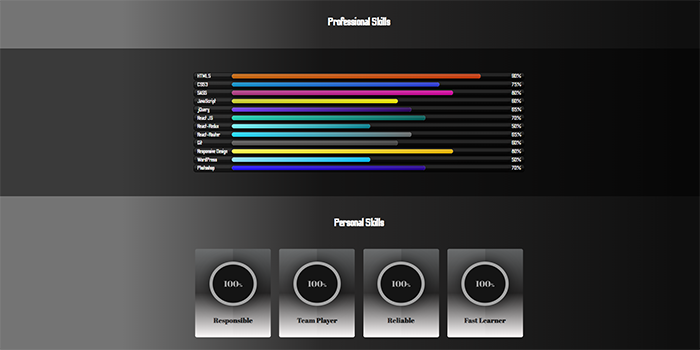 Professional Skills
HTML5 90%
CSS3 75%
SASS 80%
JavaScript 60%
jQuery 65%
React JS 70%
React-Redux 50%
React-Router 65%
Git 60%
Responsive Design 80%
WordPress 50%
Photoshop 70%
Personal Skills
100% 100% 100% 100%
Responsible Team Player Reliable Fast Learner